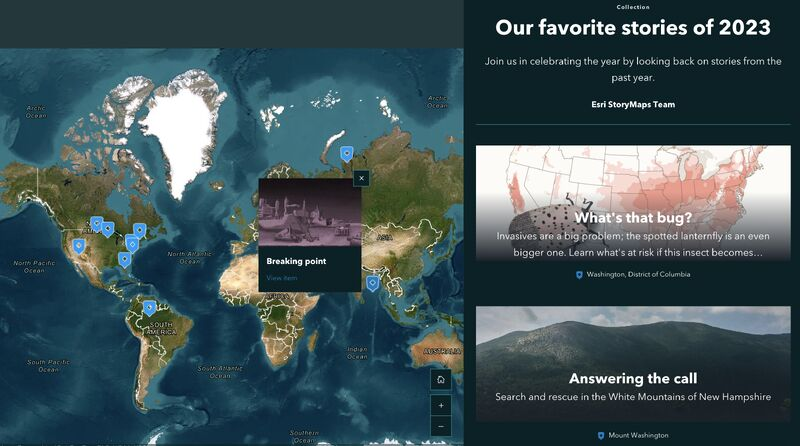 Collection
Our favorite stories of 2023
Join us in celebrating the year by looking back on stories from the
past year.
Esri StoryMaps Team
What's that bug?
Invasives are a big problem; the spotted lanternfly is an even
bigger one. Learn what's at risk if this insect becomes…
Washington, District of Columbia
Answering the call
Search and rescue in the White Mountains of New Hampshire
Mount Washington
Arctic
Ocean
Arctic
Ocean
×
Breaking point
View item
ASIA
North Pacific
Ocean
North Atlantic
Ocean
AFRICA
SOUTH
AMERICA
Indian
Ocean
AUSTRALIA
South Pacific
Ocean
South Atlantic
Ocean
Southern
Ocean
+
−